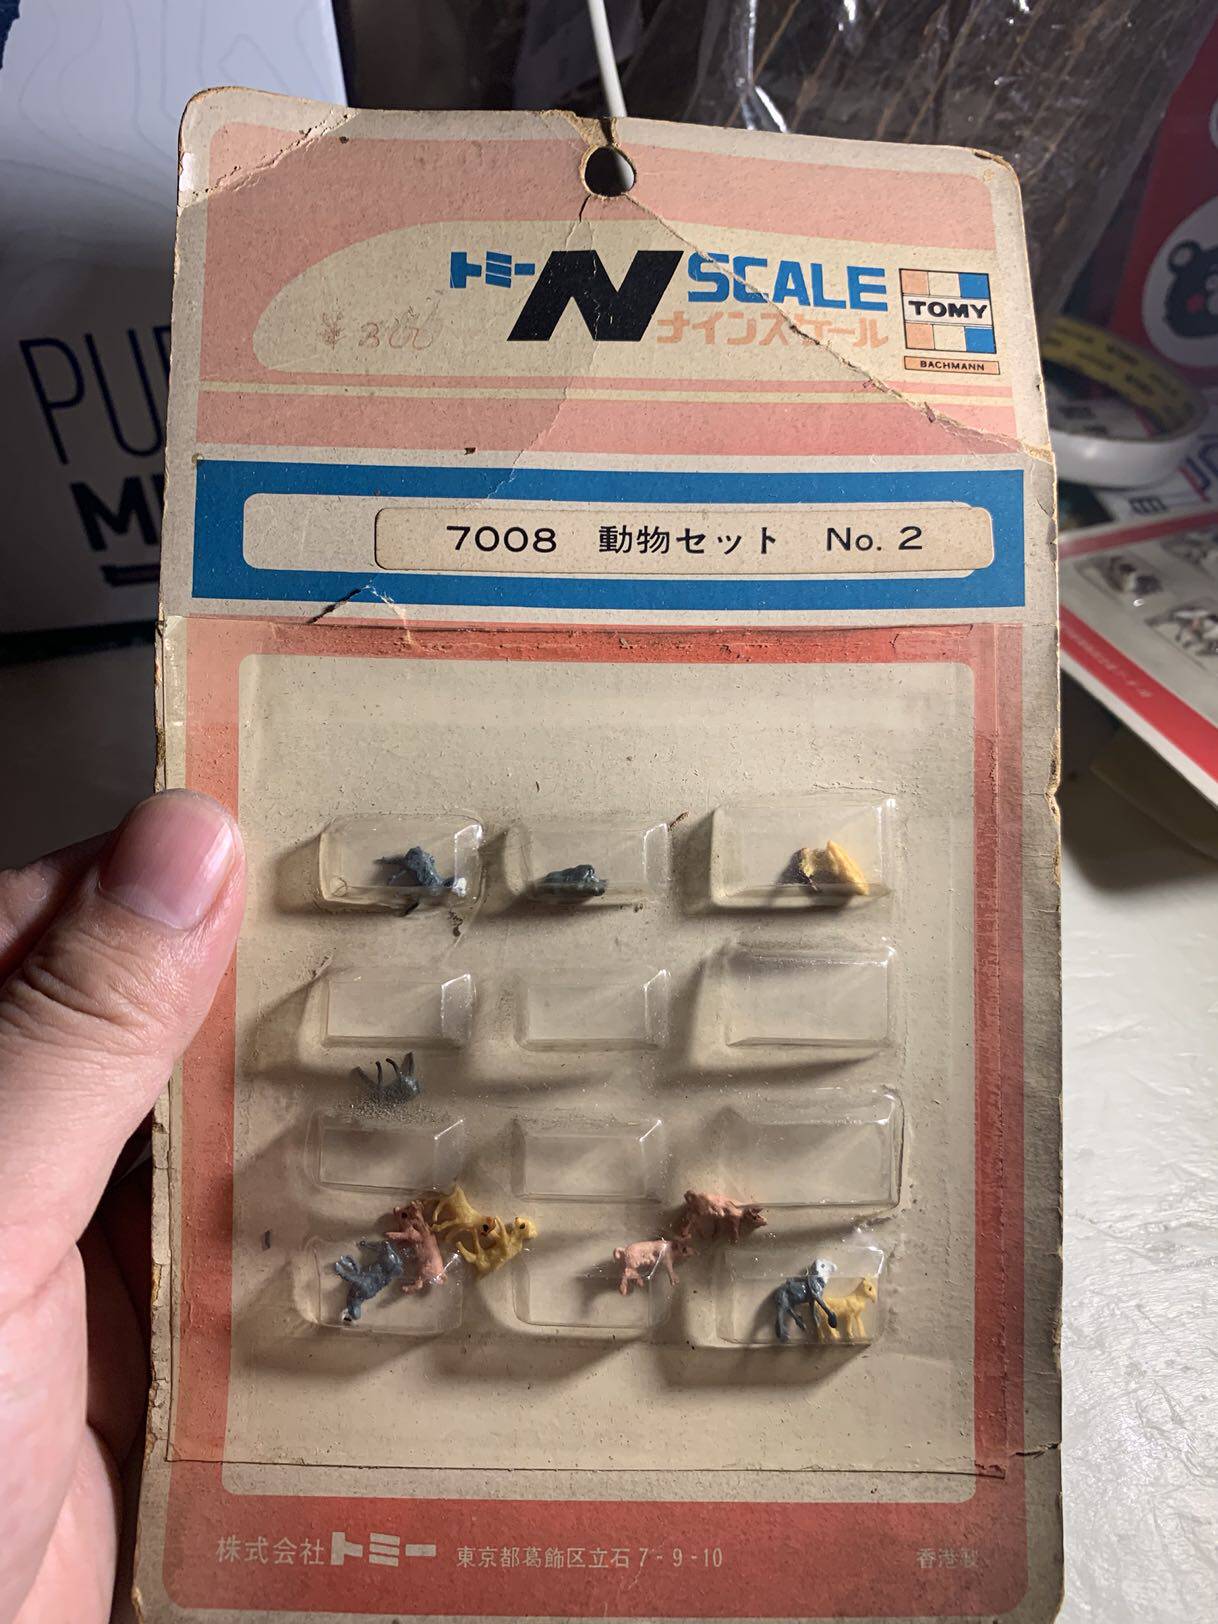 トミー N SCALE
ナインスケール
TOMY
BACHMANN
7008 動物セット No. 2
株式会社トミー 東京都葛飾区立石7-9-10 香港製